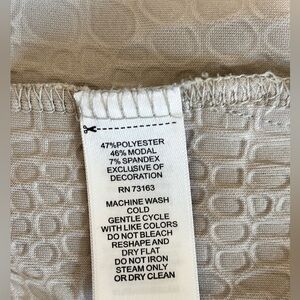 47%POLYESTER
46% MODAL
7% SPANDEX
EXCLUSIVE OF
DECORATION
RN 73163
MACHINE WASH
COLD
GENTLE CYCLE
WITH LIKE COLORS
DO NOT BLEACH
RESHAPE AND
DRY FLAT
DO NOT IRON
STEAM ONLY
OR DRY CLEAN